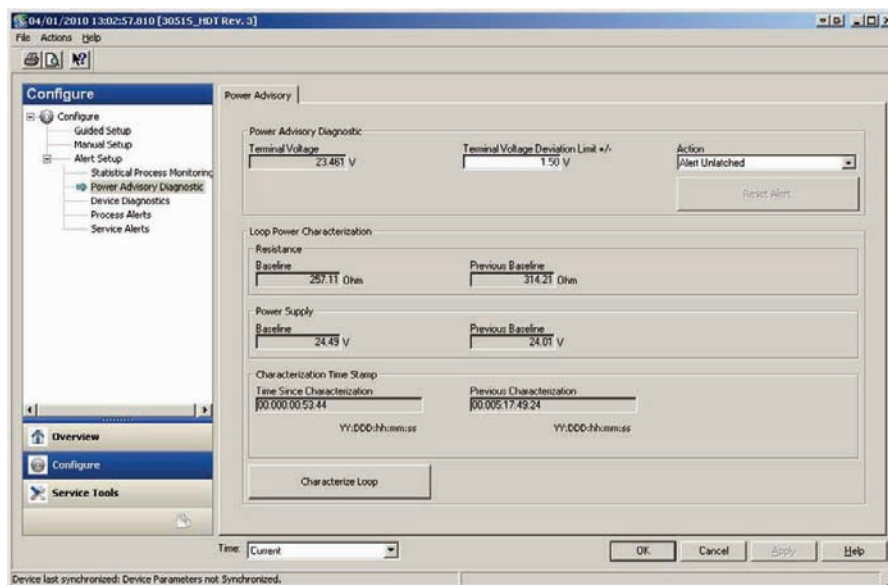 04/01/2010 13:02:57.810 [3051S_HDT Rev. 3]
File Actions Help
Configure
Configure
Guided Setup
Manual Setup
Alert Setup
Statistical Process Monitoring
Power Advisory Diagnostic
Device Diagnostics
Process Alerts
Service Alerts
Overview
Configure
Service Tools
Power Advisory
Power Advisory Diagnostic
Terminal Voltage
23.461 V
Terminal Voltage Deviation Limit +/-
1.50 V
Action
Alert Unlatched
Reset Alert
Loop Power Characterization
Resistance
Baseline
257.11 Ohm
Previous Baseline
314.21 Ohm
Power Supply
Baseline
24.49 V
Previous Baseline
24.01 V
Characterization Time Stamp
Time Since Characterization
00:000:00:53:44
YY:DDD:hh:mm:ss
Previous Characterization
00:005:17:49:24
YY:DDD:hh:mm:ss
Characterize Loop
Time: Current
OK Cancel Apply Help
Device last synchronized: Device Parameters not Synchronized.